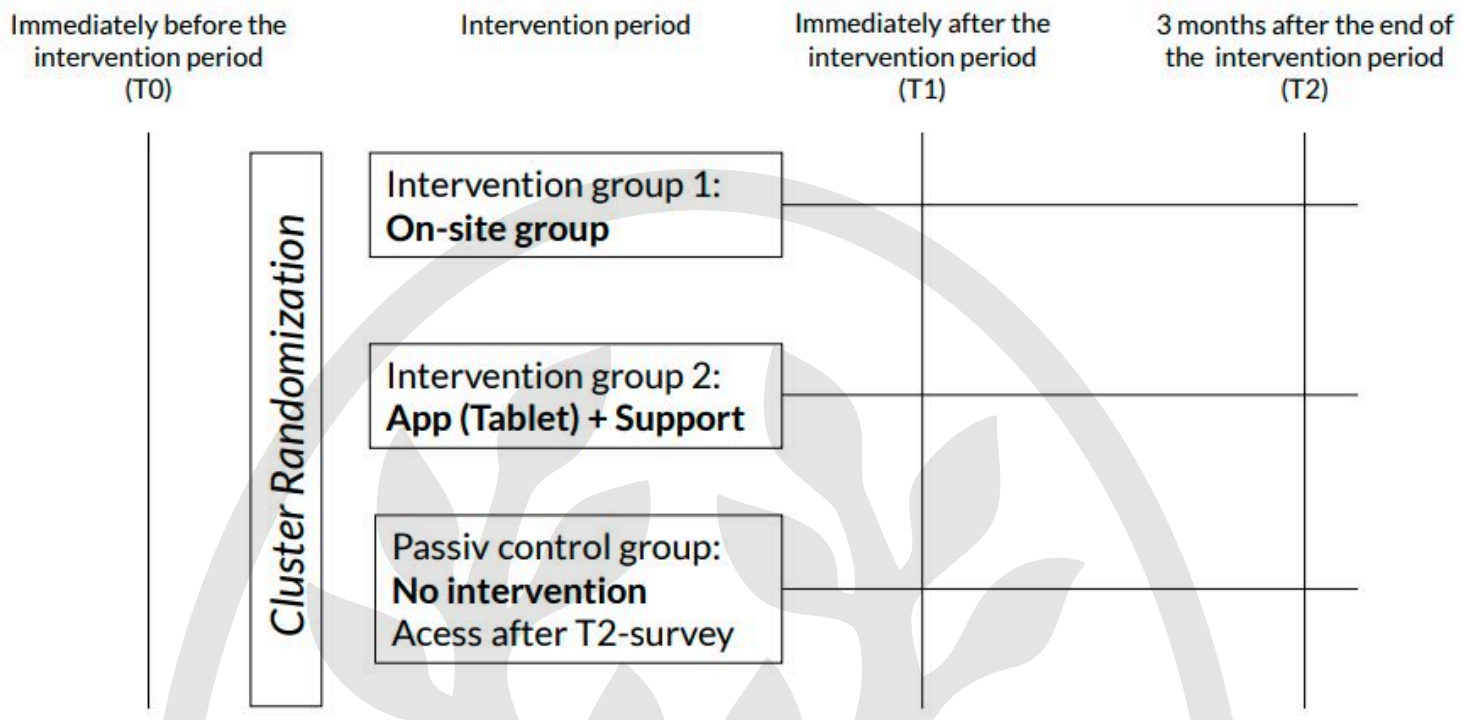 Immediately before the
intervention period
(T0)
Intervention period
Immediately after the
intervention period
(T1)
3 months after the end of
the intervention period
(T2)
Cluster Randomization
Intervention group 1:
On-site group
Intervention group 2:
App (Tablet) + Support
Passiv control group:
No intervention
Acess after T2-survey